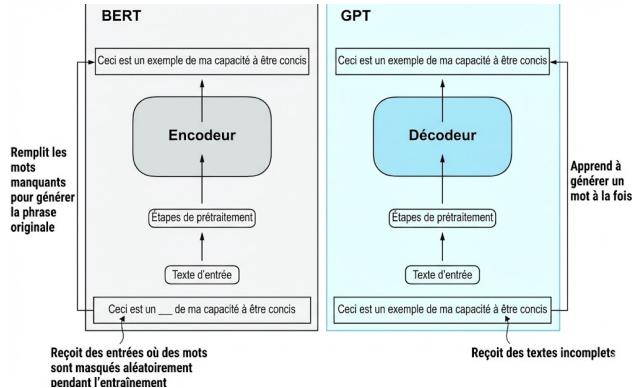 BERT
Ceci est un exemple de ma capacité à être concis
Encodeur
Remplit les
mots
manquants
pour générer
la phrase
originale
Étapes de prétraitement
Texte d'entrée
Ceci est un __ de ma capacité à être concis
Reçoit des entrées où des mots
sont masqués aléatoirement
pendant l'entraînement
GPT
Ceci est un exemple de ma capacité à être concis
Décodeur
Apprend à
générer un
mot à la fois
Étapes de prétraitement
Texte d'entrée
Ceci est un exemple de ma capacité à être concis
Reçoit des textes incomplets